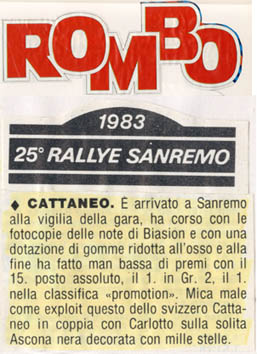 ROMBO
1983
25° RALLYE SANREMO
♦ CATTANEO. È arrivato a Sanremo
alla vigilia della gara, ha corso con le
fotocopie delle note di Biasion e con una
dotazione di gomme ridotta all'osso e alla
fine ha fatto man bassa di premi con il
15. posto assoluto, il 1. in Gr. 2, il 1.
nella classifica «promotion». Mica male
come exploit questo dello svizzero Catta-
neo in coppia con Carlotto sulla solita
Ascona nera decorata con mille stelle.